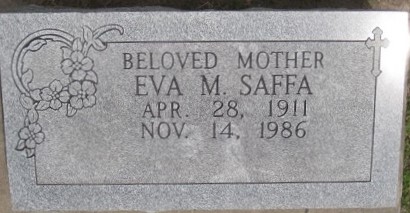 BELOVED MOTHER
EVA M. SAFFA
APR. 28, 1911
NOV. 14, 1986